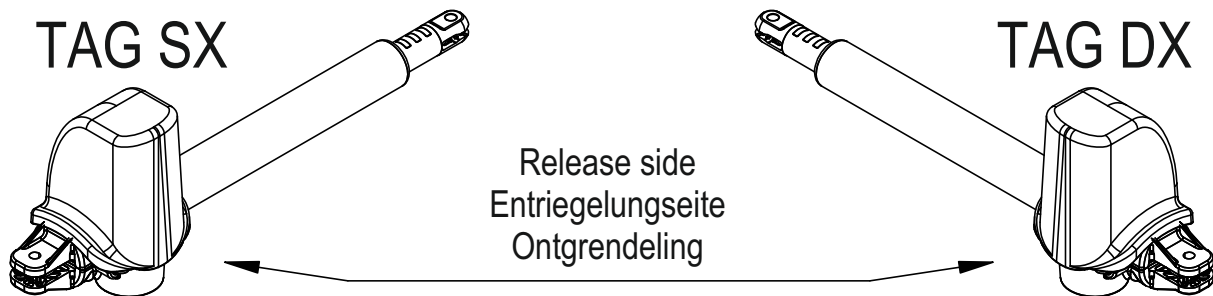 TAG SX
TAG DX
Release side
Entriegelungseite
Ontgrendeling